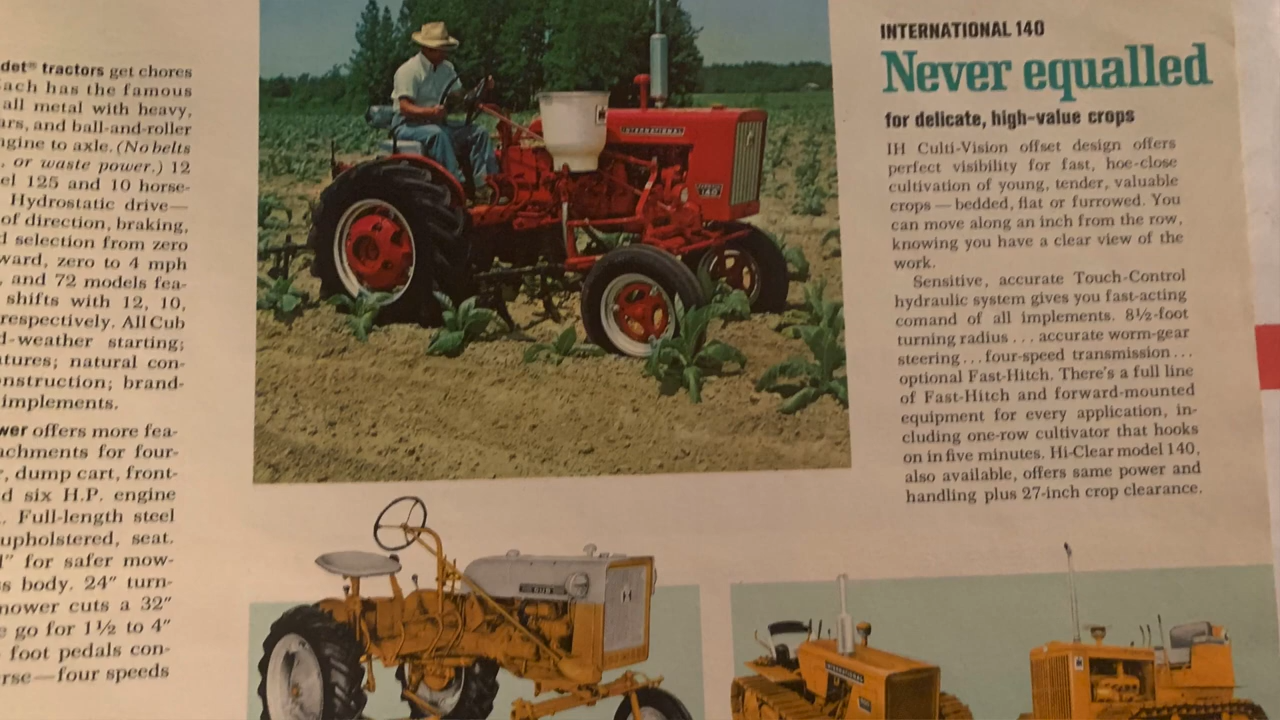 det® tractors get chores
ach has the famous
all metal with heavy,
ars, and ball-and-roller
ngine to axle. (No belts
. or waste power.) 12
el 125 and 10 horse-
Hydrostatic drive—
of direction, braking,
d selection from zero
ward, zero to 4 mph
, and 72 models fea-
shifts with 12, 10,
respectively. All Cub
d-weather starting;
atures; natural con-
onstruction; brand-
implements.
wer offers more fea-
achments for four-
r, dump cart, front-
d six H.P. engine
. Full-length steel
upholstered, seat.
l" for safer mow-
s body. 24" turn-
mower cuts a 32"
e go for 1½ to 4"
foot pedals con-
rse—four speeds
INTERNATIONAL
140
INTERNATIONAL 140
Never equalled
for delicate, high-value crops
IH Culti-Vision offset design offers
perfect visibility for fast, hoe-close
cultivation of young, tender, valuable
crops — bedded, flat or furrowed. You
can move along an inch from the row,
knowing you have a clear view of the
work.
Sensitive, accurate Touch-Control
hydraulic system gives you fast-acting
comand of all implements. 8½-foot
turning radius . . . accurate worm-gear
steering . . . four-speed transmission . . .
optional Fast-Hitch. There's a full line
of Fast-Hitch and forward-mounted
equipment for every application, in-
cluding one-row cultivator that hooks
on in five minutes. Hi-Clear model 140,
also available, offers same power and
handling plus 27-inch crop clearance.
CUB
INTERNATIONAL